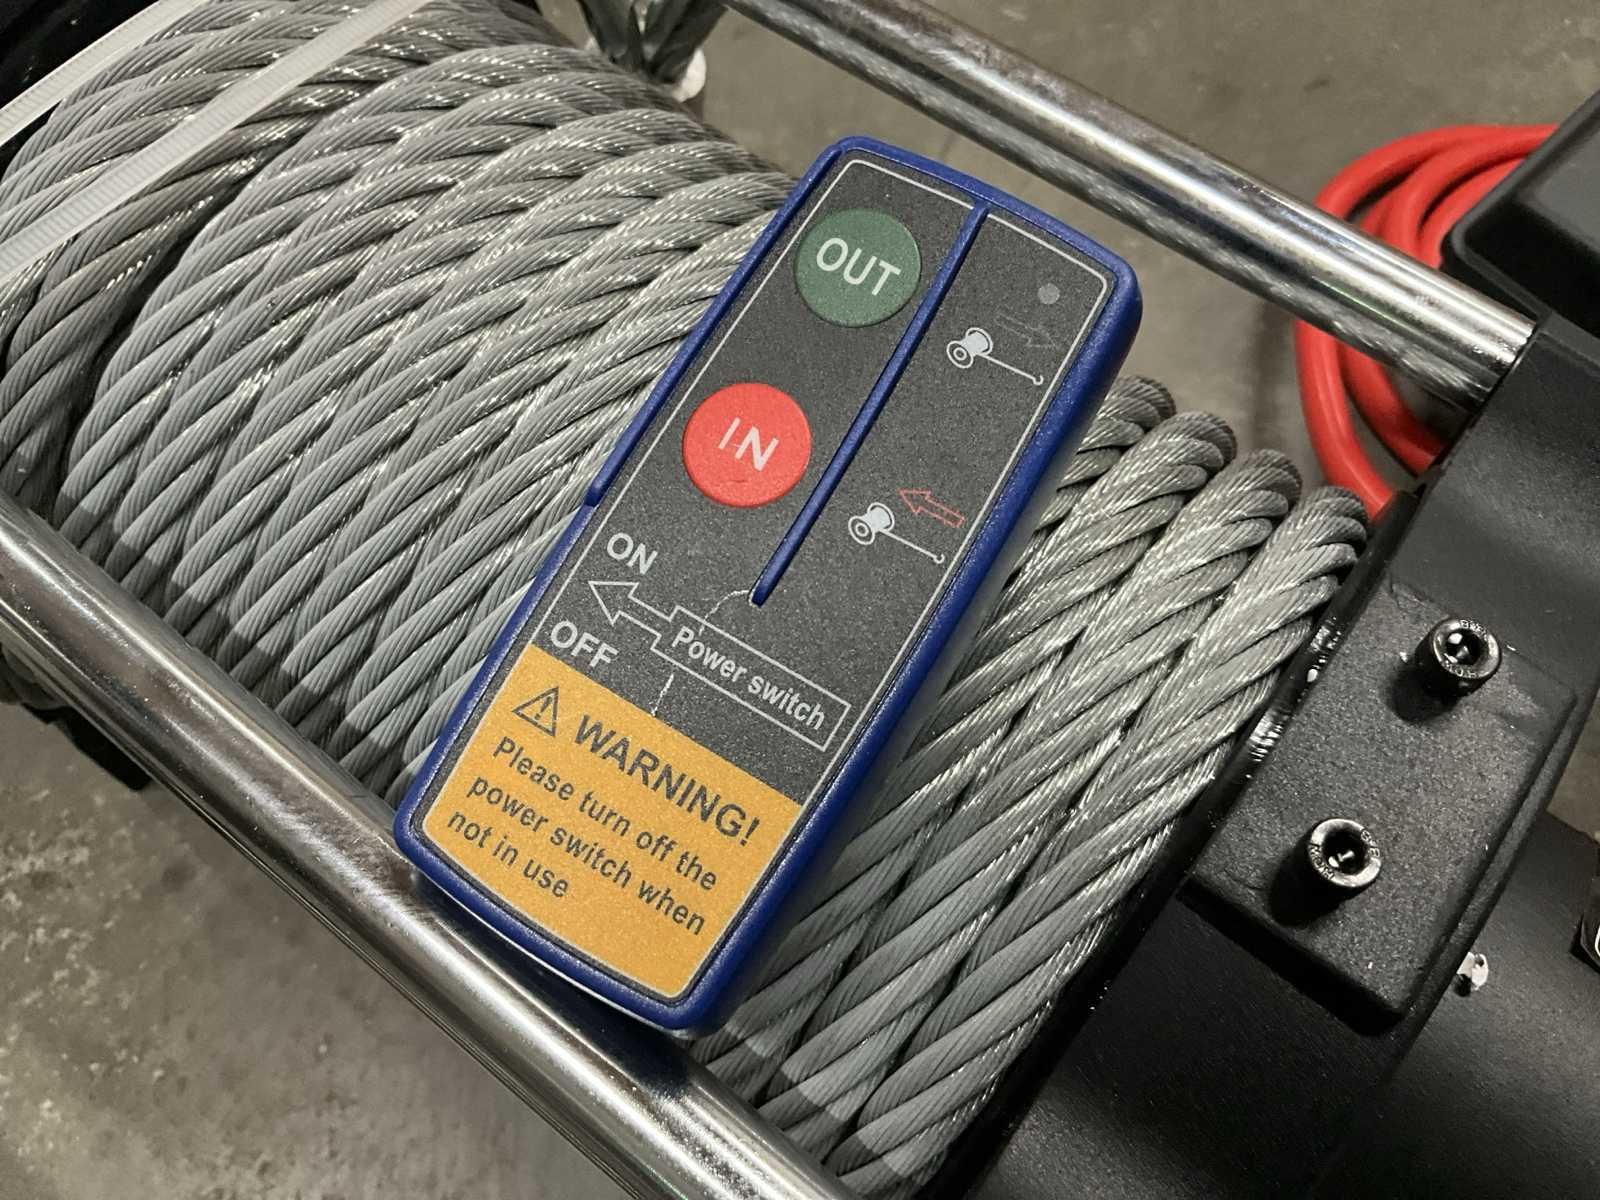 OUT
IN
ON
OFF
Power switch
WARNING!
Please turn off the
power switch when
not in use